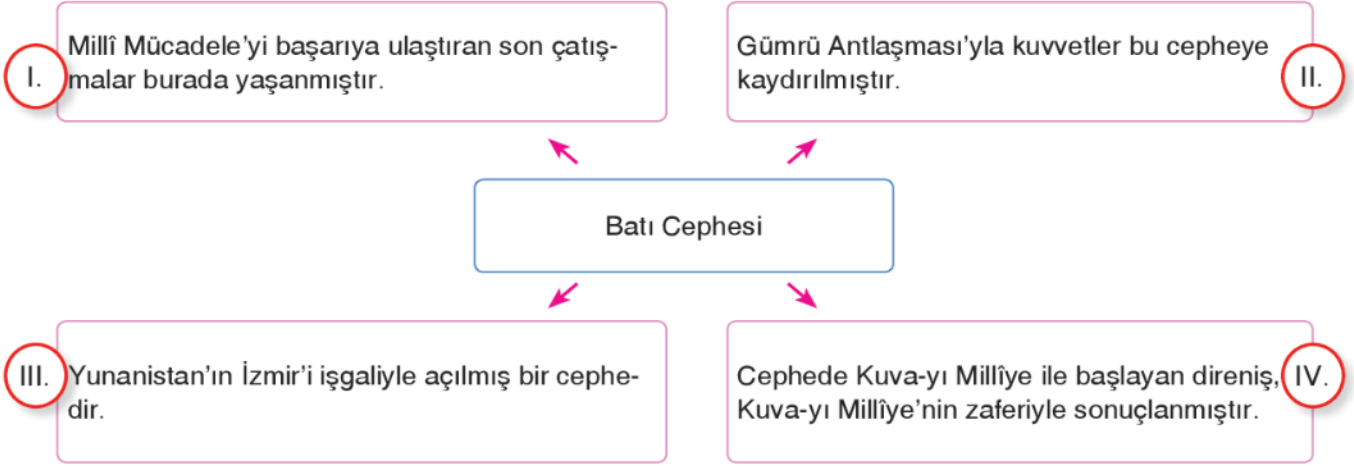 I.
Millî Mücadele’yi başarıya ulaştıran son çatış-
malar burada yaşanmıştır.
Gümrü Antlaşması’yla kuvvetler bu cepheye
kaydırılmıştır.
II.
Batı Cephesi
III.
Yunanistan’ın İzmir’i işgaliyle açılmış bir cephe-
dir.
Cephede Kuva-yı Millîye ile başlayan direniş,
Kuva-yı Millîye’nin zaferiyle sonuçlanmıştır.
IV.